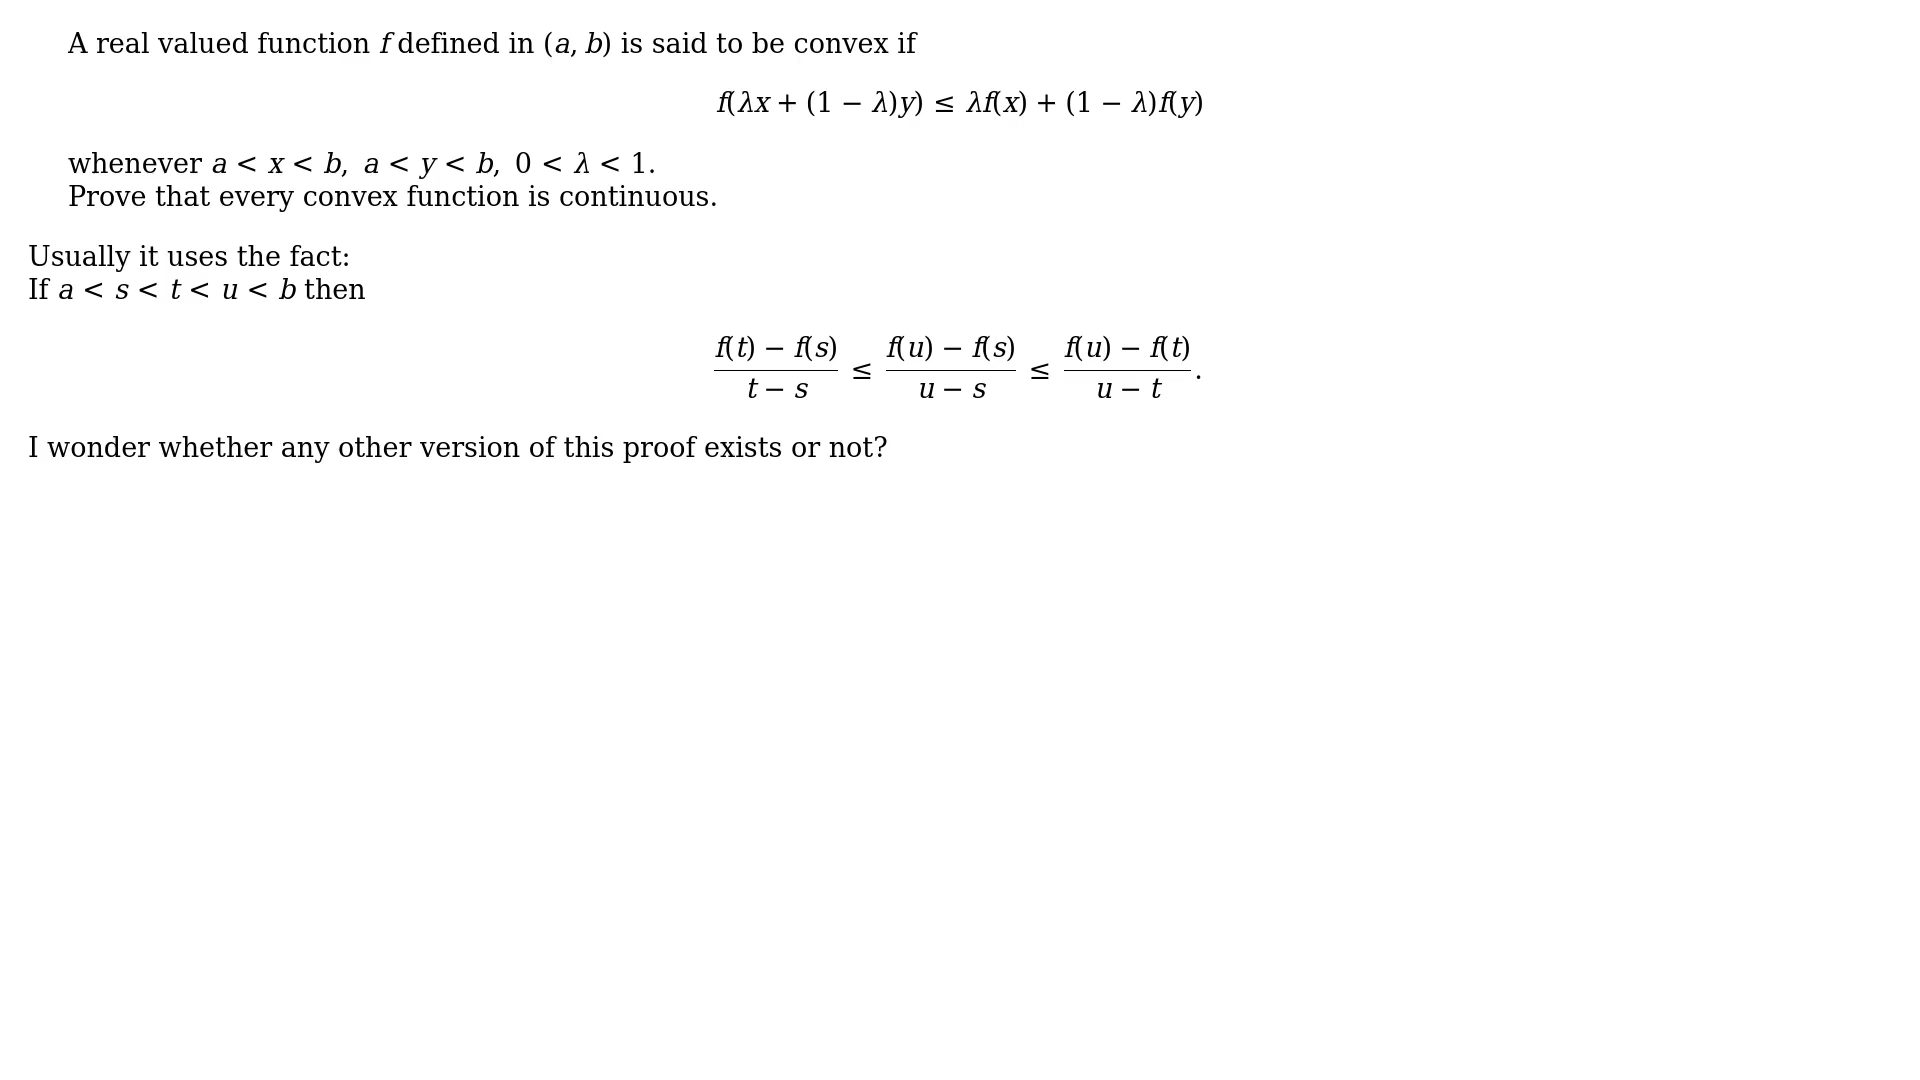 A real valued function f defined in (a, b) is said to be convex if
f(λx + (1 − λ)y) ≤ λf(x) + (1 − λ)f(y)
whenever a < x < b, a < y < b, 0 < λ < 1.
Prove that every convex function is continuous.
Usually it uses the fact:
If a < s < t < u < b then
f(t) − f(s) / t − s ≤ f(u) − f(s) / u − s ≤ f(u) − f(t) / u − t.
I wonder whether any other version of this proof exists or not?